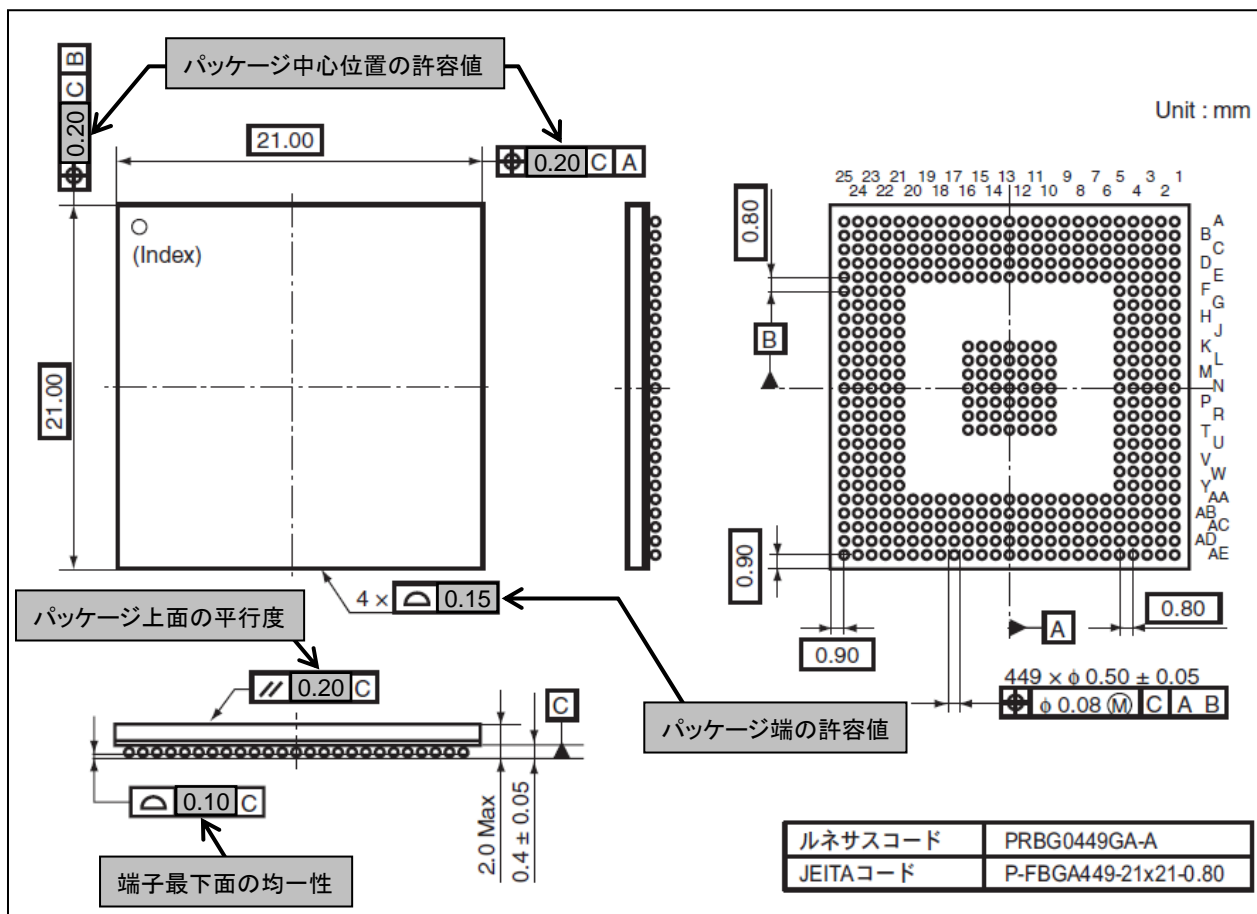 パッケージ中心位置の許容値
Unit : mm
0.20 C B
21.00
0.20 C A
(Index)
21.00
25 23 21 19 17 15 13 11 9 7 5 3 1
24 22 20 18 16 14 12 10 8 6 4 2
0.80
A
B
C
D
E
F
G
H
J
K
L
M
N
P
R
T
U
V
W
Y
AA
AB
AC
AD
AE
B
0.90
0.90
A
0.80
4 × 0.15
パッケージ上面の平行度
0.20 C
C
449 × φ 0.50 ± 0.05
φ 0.08 Ⓜ C A B
パッケージ端の許容値
0.10 C
2.0 Max
0.4 ± 0.05
端子最下面の均一性
ルネサスコード PRBG0449GA-A
JEITAコード P-FBGA449-21x21-0.80